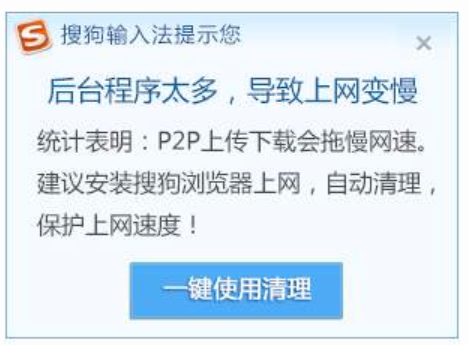 搜狗输入法提示您
后台程序太多，导致上网变慢
统计表明：P2P上传下载会拖慢网速。
建议安装搜狗浏览器上网，自动清理，
保护上网速度！
一键使用清理